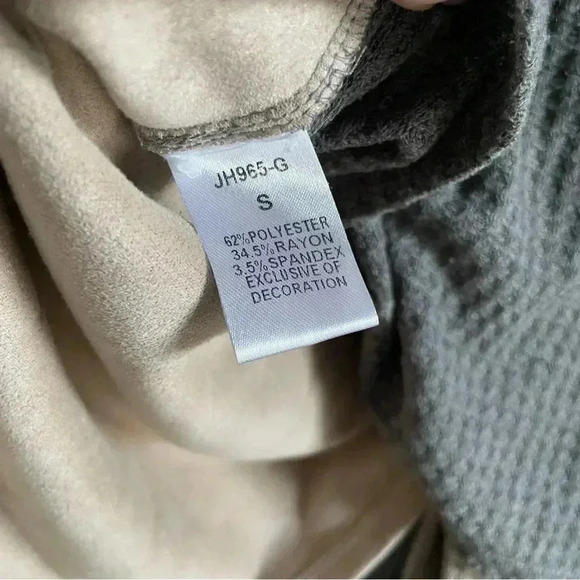 JH965-G
S
62%POLYESTER
34.5%RAYON
3.5%SPANDEX
EXCLUSIVE OF
DECORATION